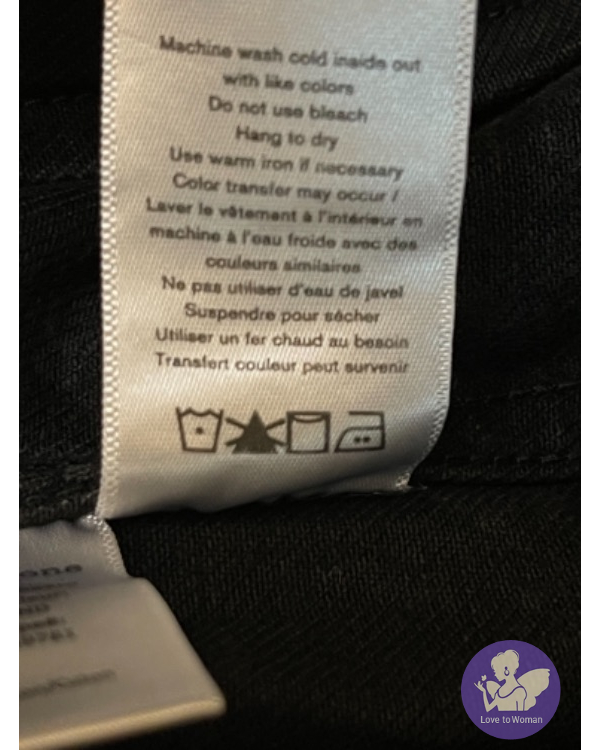 Machine wash cold inside out
with like colors
Do not use bleach
Hang to dry
Use warm iron if necessary
Color transfer may occur /
Laver le vêtement à l'intérieur en
machine à l'eau froide avec des
couleurs similaires
Ne pas utiliser d'eau de javel
Suspendre pour sécher
Utiliser un fer chaud au besoin
Transfert couleur peut survenir
Love to Woman